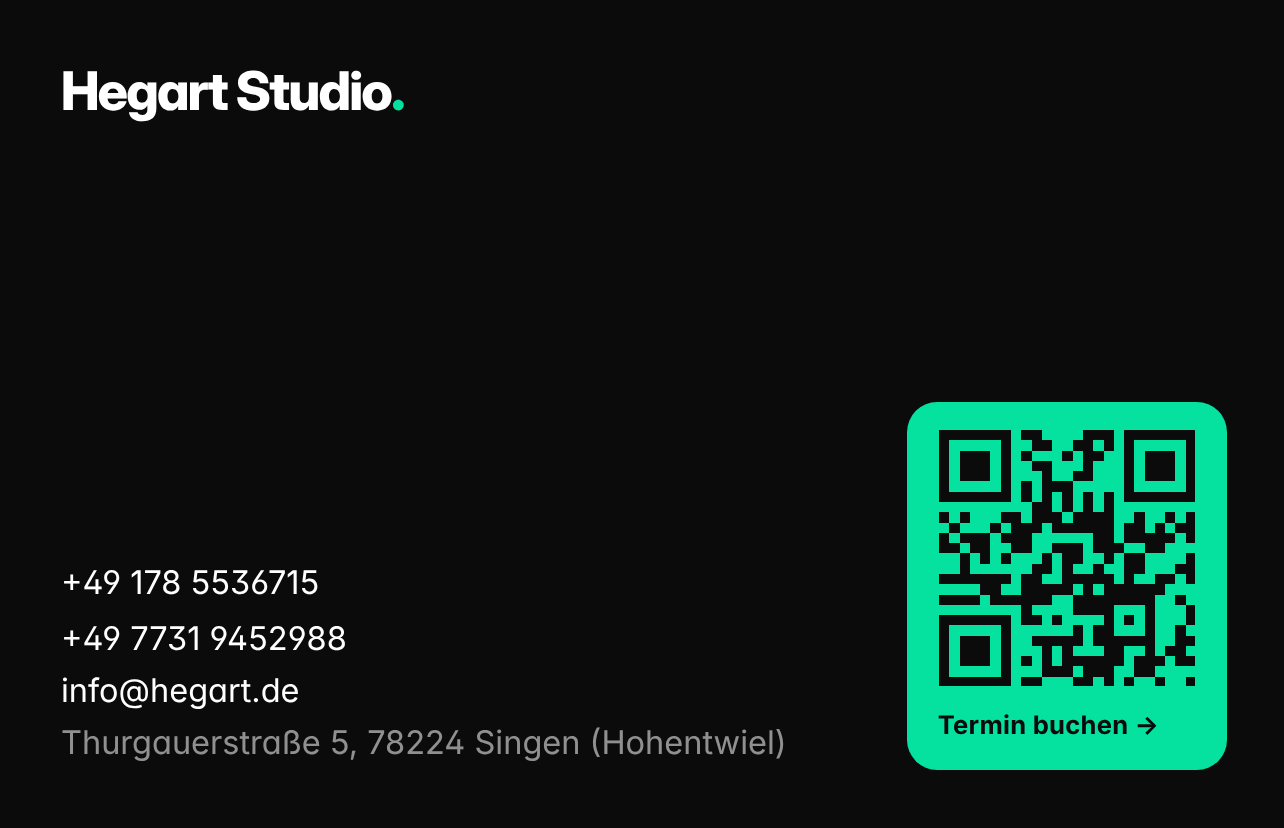 Hegart Studio.
+49 178 5536715
+49 7731 9452988
info@hegart.de
Thurgauerstraße 5, 78224 Singen (Hohentwiel)
Termin buchen →